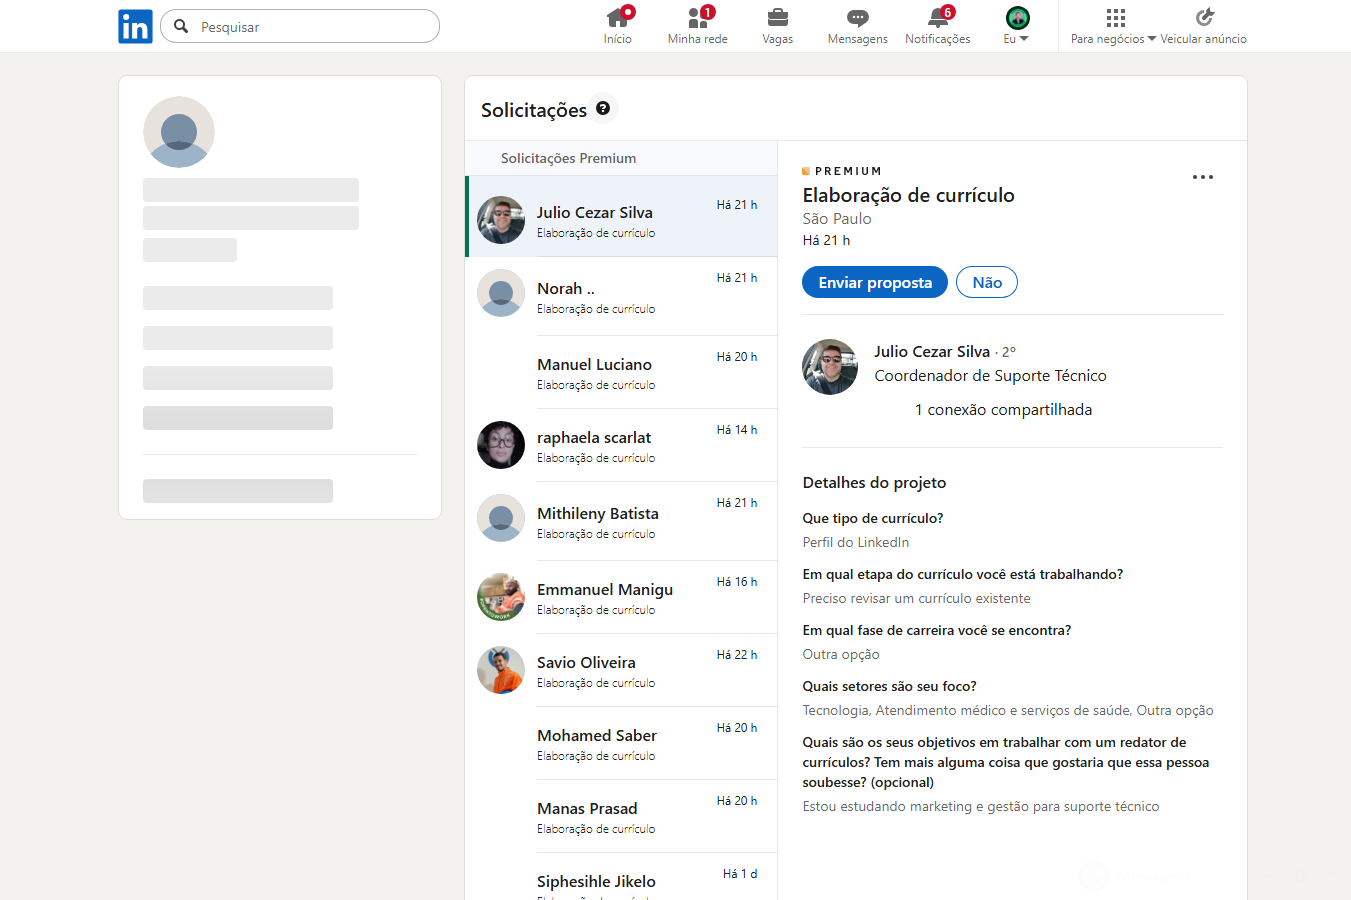 in
Pesquisar
Início
1
Minha rede
Vagas
Mensagens
6
Notificações
Eu
Para negócios
Veicular anúncio
Solicitações
Solicitações Premium
Julio Cezar Silva
Há 21 h
Elaboração de currículo
Norah ..
Há 21 h
Elaboração de currículo
Manuel Luciano
Há 20 h
Elaboração de currículo
raphaela scarlat
Há 14 h
Elaboração de currículo
Mithileny Batista
Há 21 h
Elaboração de currículo
Emmanuel Manigu
Há 16 h
Elaboração de currículo
Savio Oliveira
Há 22 h
Elaboração de currículo
Mohamed Saber
Há 20 h
Elaboração de currículo
Manas Prasad
Há 20 h
Elaboração de currículo
Siphesihle Jikelo
Há 1 d
PREMIUM
Elaboração de currículo
São Paulo
Há 21 h
Enviar proposta
Não
Julio Cezar Silva · 2º
Coordenador de Suporte Técnico
1 conexão compartilhada
Detalhes do projeto
Que tipo de currículo?
Perfil do LinkedIn
Em qual etapa do currículo você está trabalhando?
Preciso revisar um currículo existente
Em qual fase de carreira você se encontra?
Outra opção
Quais setores são seu foco?
Tecnologia, Atendimento médico e serviços de saúde, Outra opção
Quais são os seus objetivos em trabalhar com um redator de
currículos? Tem mais alguma coisa que gostaria que essa pessoa
soubesse? (opcional)
Estou estudando marketing e gestão para suporte técnico